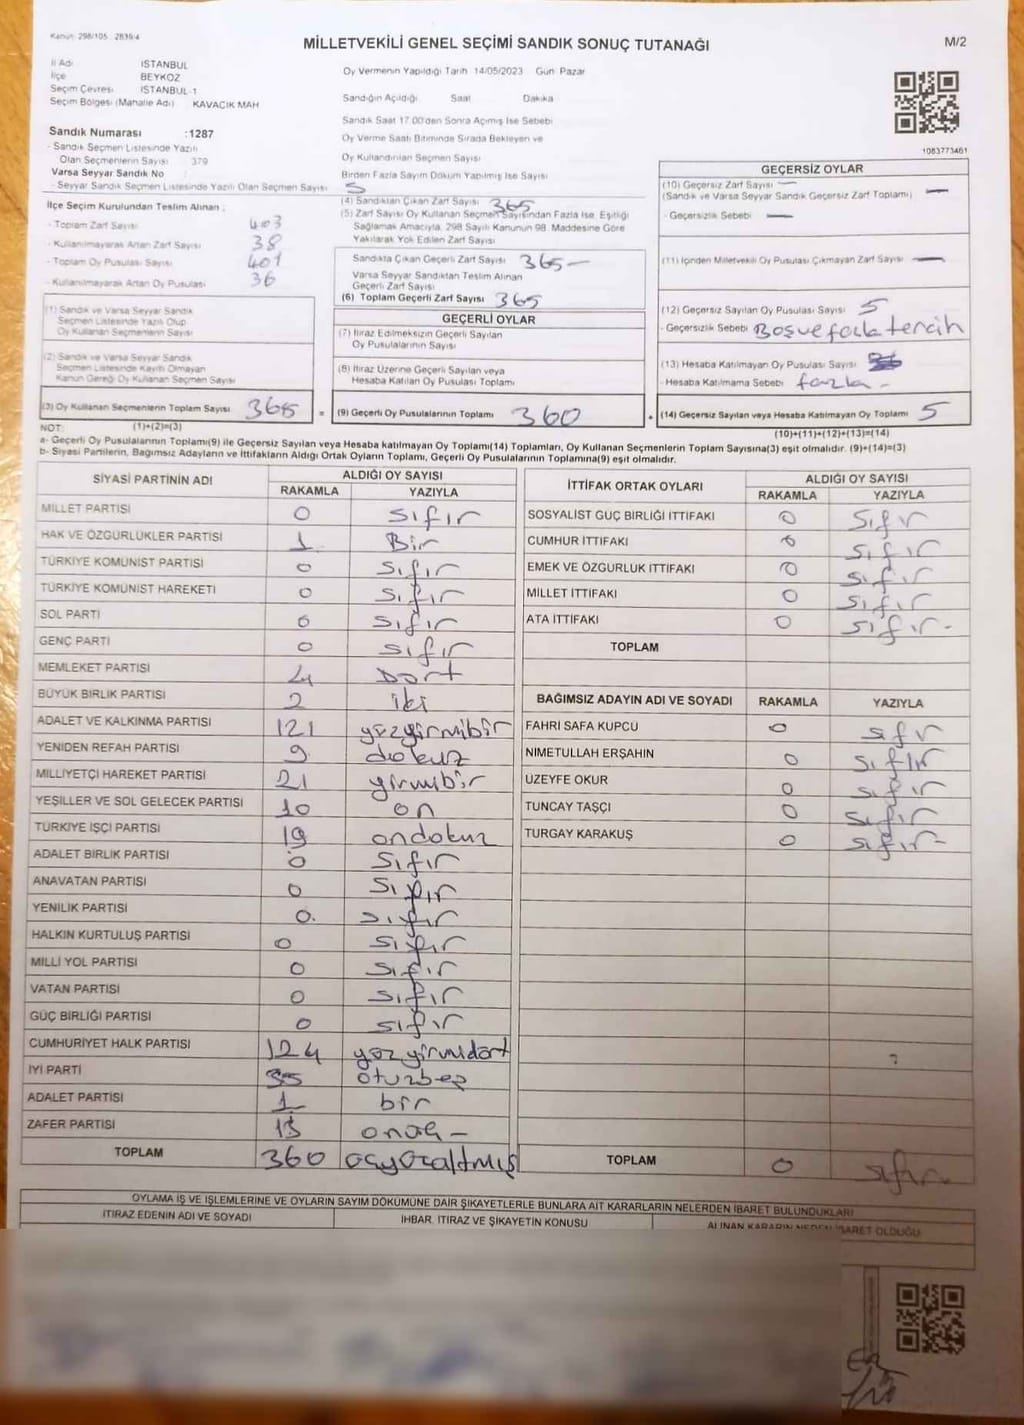 Kanun: 298/105 2839/4
MİLLETVEKİLİ GENEL SEÇİMİ SANDIK SONUÇ TUTANAĞI
M/2
İl Adı İSTANBUL
İlçe BEYKOZ
Seçim Çevresi İSTANBUL-1
Seçim Bölgesi (Mahalle Adı) KAVACIK MAH
Sandık Numarası :1287
- Sandık Seçmen Listesinde Yazılı
Olan Seçmenlerin Sayısı 379
Varsa Seyyar Sandık No
- Seyyar Sandık Seçmen Listesinde Yazılı Olan Seçmen Sayısı
İlçe Seçim Kurulundan Teslim Alınan ;
- Toplam Zarf Sayısı 403
- Kullanılmayarak Artan Zarf Sayısı 38
- Toplam Oy Pusulası Sayısı 401
- Kullanılmayarak Artan Oy Pusulası 36
(1) Sandık ve Varsa Seyyar Sandık
Seçmen Listesinde Yazılı Olup
Oy Kullanan Seçmenlerin Sayısı
(2) Sandık ve Varsa Seyyar Sandık
Seçmen Listesinde Kayıtlı Olmayan
Kanun Gereği Oy Kullanan Seçmen Sayısı
(3) Oy Kullanan Seçmenlerin Toplam Sayısı 365
(1)+(2)=(3)
Oy Vermenin Yapıldığı Tarih 14/05/2023 Gün Pazar
Sandığın Açıldığı Saat Dakika
Sandık Saat 17.00'den Sonra Açılmış İse Sebebi
Oy Verme Saati Bitiminde Sırada Bekleyen ve
Oy Kullandırılan Seçmen Sayısı
Birden Fazla Sayım Döküm Yapılmış İse Sayısı
5
(4) Sandıktan Çıkan Zarf Sayısı 365
(5) Zarf Sayısı Oy Kullanan Seçmen Sayısından Fazla İse, Eşitliği
Sağlamak Amacıyla, 298 Sayılı Kanunun 98. Maddesine Göre
Yakılarak Yok Edilen Zarf Sayısı
Sandıkta Çıkan Geçerli Zarf Sayısı 365 -
Varsa Seyyar Sandıktan Teslim Alınan
Geçerli Zarf Sayısı
(6) Toplam Geçerli Zarf Sayısı 365
GEÇERLİ OYLAR
(7) İtiraz Edilmeksizin Geçerli Sayılan
Oy Pusulalarının Sayısı
(8) İtiraz Üzerine Geçerli Sayılan veya
Hesaba Katılan Oy Pusulası Toplamı
= (9) Geçerli Oy Pusulalarının Toplamı 360
1083773461
GEÇERSİZ OYLAR
(10) Geçersiz Zarf Sayısı —
(Sandık ve Varsa Seyyar Sandık Geçersiz Zarf Toplamı) —
- Geçersizlik Sebebi —
(11) İçinden Milletvekili Oy Pusulası Çıkmayan Zarf Sayısı —
(12) Geçersiz Sayılan Oy Pusulası Sayısı 5
- Geçersizlik Sebebi Boş ve fazla tercih
(13) Hesaba Katılmayan Oy Pusulası Sayısı
- Hesaba Katılmama Sebebi fazla -
+ (14) Geçersiz Sayılan veya Hesaba Katılmayan Oy Toplamı 5
(10)+(11)+(12)+(13)=(14)
NOT:
a- Geçerli Oy Pusulalarının Toplamı(9) ile Geçersiz Sayılan veya Hesaba katılmayan Oy Toplamı(14) Toplamları, Oy Kullanan Seçmenlerin Toplam Sayısına(3) eşit olmalıdır. (9)+(14)=(3)
b- Siyasi Partilerin, Bağımsız Adayların ve İttifakların Aldığı Ortak Oyların Toplamı, Geçerli Oy Pusulalarının Toplamına(9) eşit olmalıdır.
SİYASİ PARTİNİN ADI ALDIĞI OY SAYISI
RAKAMLA YAZIYLA
MİLLET PARTİSİ 0 sıfır
HAK VE ÖZGÜRLÜKLER PARTİSİ 1 Bir
TÜRKİYE KOMÜNİST PARTİSİ 0 sıfır
TÜRKİYE KOMÜNİST HAREKETİ 0 sıfır
SOL PARTİ 0 sıfır
GENÇ PARTİ 0 sıfır
MEMLEKET PARTİSİ 4 Dört
BÜYÜK BİRLİK PARTİSİ 2 iki
ADALET VE KALKINMA PARTİSİ 121 yüzyirmibir
YENİDEN REFAH PARTİSİ 9 dokuz
MİLLİYETÇİ HAREKET PARTİSİ 21 yirmibir
YEŞİLLER VE SOL GELECEK PARTİSİ 10 on
TÜRKİYE İŞÇİ PARTİSİ 19 ondokuz
ADALET BİRLİK PARTİSİ 0 sıfır
ANAVATAN PARTİSİ 0 sıfır
YENİLİK PARTİSİ 0. sıfır
HALKIN KURTULUŞ PARTİSİ 0 sıfır
MİLLİ YOL PARTİSİ 0 sıfır
VATAN PARTİSİ 0 sıfır
GÜÇ BİRLİĞİ PARTİSİ 0 sıfır
CUMHURİYET HALK PARTİSİ 124 yüzyirmidört
İYİ PARTİ 35 otuzbeş
ADALET PARTİSİ 1 bir
ZAFER PARTİSİ 13 onüç -
TOPLAM 360 üçyüzaltmış
İTTİFAK ORTAK OYLARI ALDIĞI OY SAYISI
RAKAMLA YAZIYLA
SOSYALİST GÜÇ BİRLİĞİ İTTİFAKI 0 sıfır
CUMHUR İTTİFAKI 0 sıfır
EMEK VE ÖZGÜRLÜK İTTİFAKI 0 sıfır
MİLLET İTTİFAKI 0 sıfır
ATA İTTİFAKI 0 sıfır-
TOPLAM
BAĞIMSIZ ADAYIN ADI VE SOYADI RAKAMLA YAZIYLA
FAHRİ SAFA KUPCU 0 sıfır
NİMETULLAH ERŞAHİN 0 sıfır
ÜZEYFE OKUR 0 sıfır
TUNCAY TAŞÇI 0 sıfır
TURGAY KARAKUŞ 0 sıfır-
TOPLAM 0 sıfır
OYLAMA İŞ VE İŞLEMLERİNE VE OYLARIN SAYIM DÖKÜMÜNE DAİR ŞİKAYETLERLE BUNLARA AİT KARARLARIN NELERDEN İBARET BULUNDUKLARI
İTİRAZ EDENİN ADI VE SOYADI İHBAR, İTİRAZ VE ŞİKAYETİN KONUSU ALINAN KARARIN NEDEN İBARET OLDUĞU